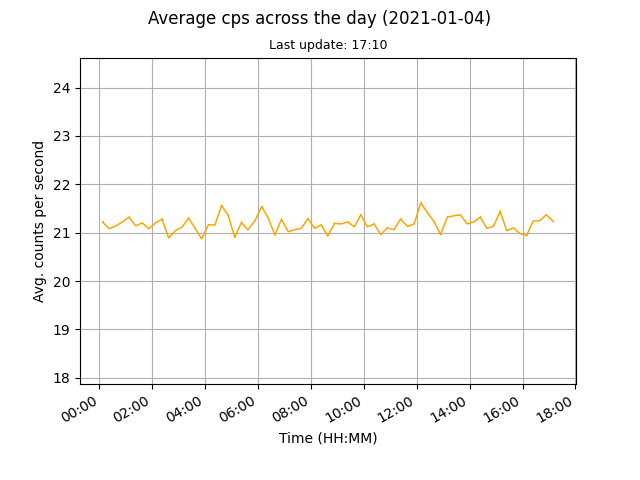 Average cps across the day (2021-01-04)
Last update: 17:10
24
23
22
21
20
19
18
Avg. counts per second
00:00 02:00 04:00 06:00 08:00 10:00 12:00 14:00 16:00 18:00
Time (HH:MM)